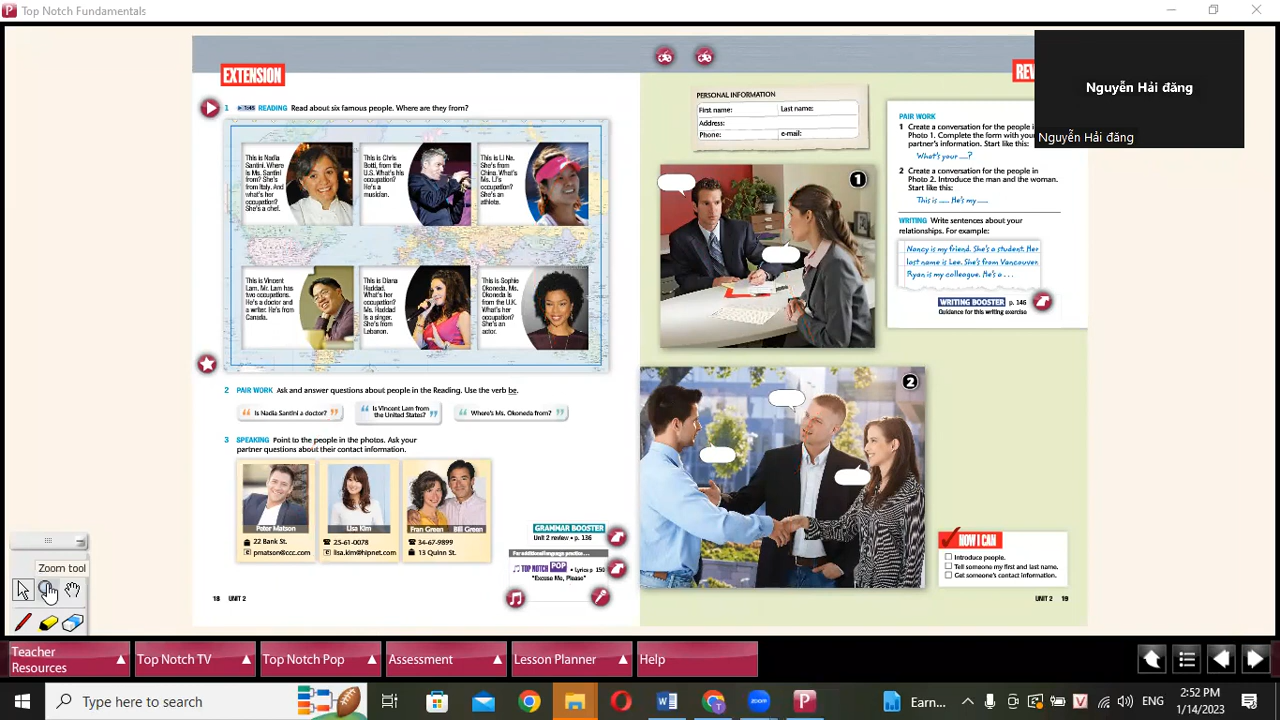 Top Notch Fundamentals
EXTENSION
1 1:45 READING Read about six famous people. Where are they from?
This is Nadia
Santini. Where
is Ms. Santini
from? She's
from Italy. And
what's her
occupation?
She's a chef.
This is Chris
Botti, from the
U.S. What's his
occupation?
He's a
musician.
This is Li Na.
She's from
China. What's
Ms. Li's
occupation?
She's an
athlete.
This is Vincent
Lam. Mr. Lam has
two occupations.
He's a doctor and
a writer. He's from
Canada.
This is Diana
Haddad.
What's her
occupation?
Ms. Haddad
is a singer.
She's from
Lebanon.
This is Sophie
Okonedo. Ms.
Okonedo is
from the U.K.
What's her
occupation?
She's an
actor.
2 PAIR WORK Ask and answer questions about people in the Reading. Use the verb be.
“ Is Nadia Santini a doctor? ”
“ Is Vincent Lam from
the United States? ”
“ Where's Ms. Okonedo from? ”
3 SPEAKING Point to the people in the photos. Ask your
partner questions about their contact information.
Peter Matson
22 Bank St.
pmatson@ccc.com
Lisa Kim
25-61-0078
lisa.kim@hipnet.com
Fran Green Bill Green
34-67-9899
13 Quinn St.
GRAMMAR BOOSTER
Unit 2 review • p. 136
For additional language practice . . .
TOP NOTCH POP • Lyrics p. 150
"Excuse Me, Please"
18 UNIT 2
PERSONAL INFORMATION
First name: Last name:
Address:
Phone: e-mail:
1
2
REV
PAIR WORK
1 Create a conversation for the people in
Photo 1. Complete the form with your
partner's information. Start like this:
What's your __?
2 Create a conversation for the people in
Photo 2. Introduce the man and the woman.
Start like this:
This is __. He's my __.
WRITING Write sentences about your
relationships. For example:
Nancy is my friend. She's a student. Her
last name is Lee. She's from Vancouver.
Ryan is my colleague. He's a . . .
WRITING BOOSTER p. 146
Guidance for this writing exercise
NOW I CAN
Introduce people.
Tell someone my first and last name.
Get someone's contact information.
UNIT 2 19
Nguyễn Hải đăng
Nguyễn Hải đăng
Zoom tool
Teacher
Resources
Top Notch TV
Top Notch Pop
Assessment
Lesson Planner
Help
Type here to search
zoom
Earn...
V
ENG
2:52 PM
1/14/2023